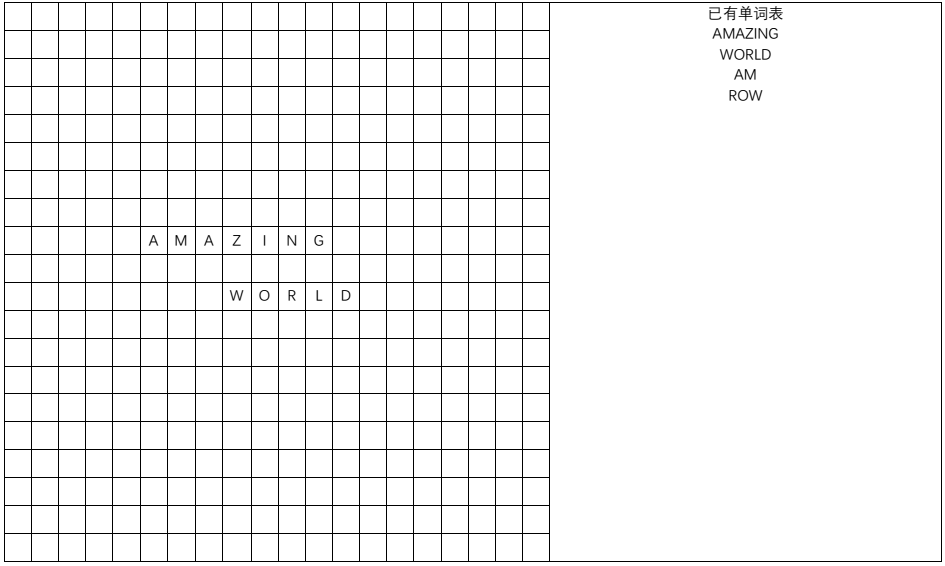 已有单词表
AMAZING
WORLD
AM
ROW
A M A Z I N G
W O R L D